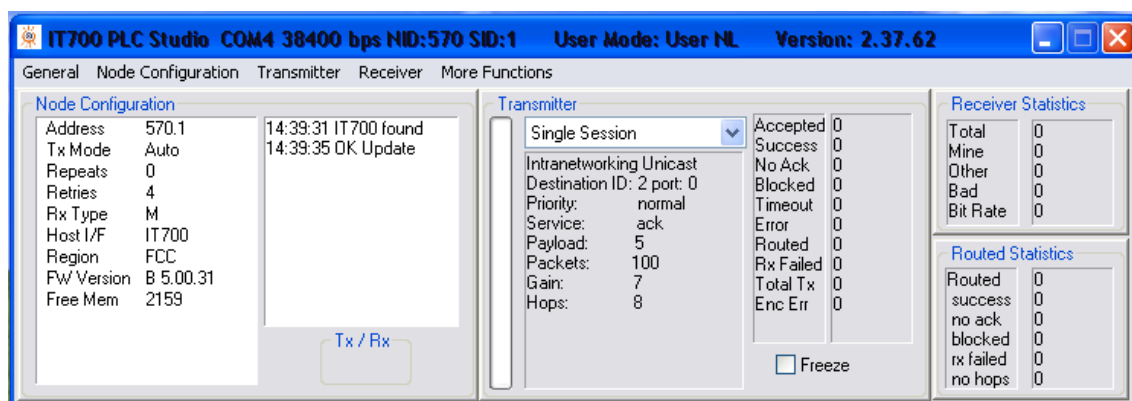 IT700 PLC Studio COM4 38400 bps NID:570 SID:1 User Mode: User NL Version: 2.37.62
General Node Configuration Transmitter Receiver More Functions
Node Configuration
Address 570.1
Tx Mode Auto
Repeats 0
Retries 4
Rx Type M
Host I/F IT700
Region FCC
FW Version B 5.00.31
Free Mem 2159
14:39:31 IT700 found
14:39:35 OK Update
Tx / Rx
Transmitter
Single Session
Intranetworking Unicast
Destination ID: 2 port: 0
Priority: normal
Service: ack
Payload: 5
Packets: 100
Gain: 7
Hops: 8
Accepted 0
Success 0
No Ack 0
Blocked 0
Timeout 0
Error 0
Routed 0
Rx Failed 0
Total Tx 0
Enc Err 0
Freeze
Receiver Statistics
Total 0
Mine 0
Other 0
Bad 0
Bit Rate 0
Routed Statistics
Routed 0
success 0
no ack 0
blocked 0
rx failed 0
no hops 0